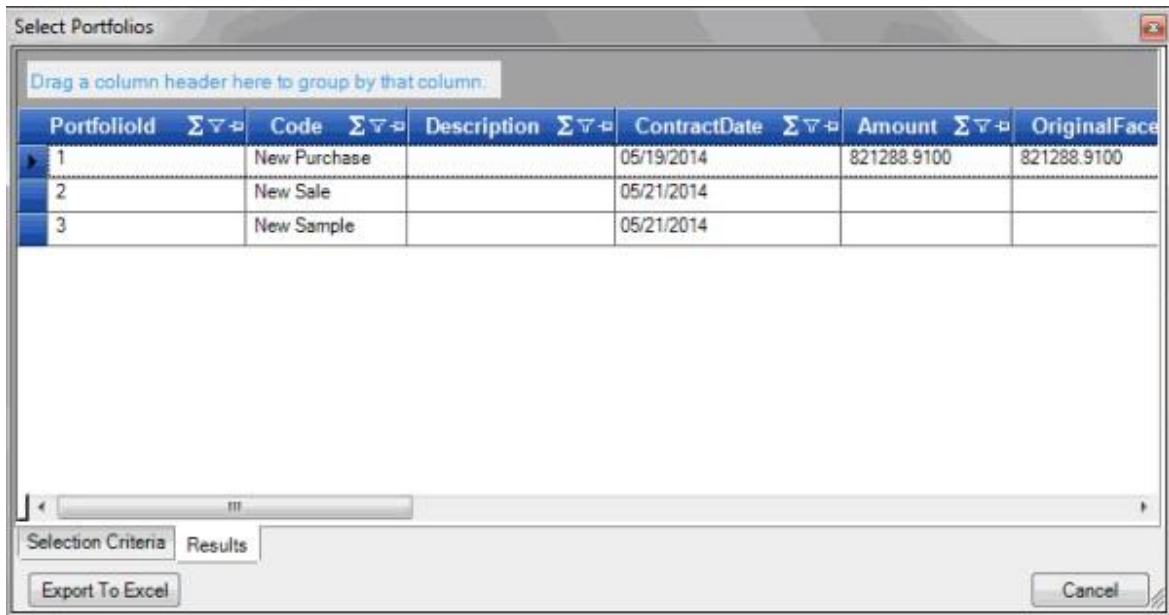 Select Portfolios
Drag a column header here to group by that column.
PortfolioId Σ Code Σ Description Σ ContractDate Σ Amount Σ OriginalFace
1 New Purchase 05/19/2014 821288.9100 821288.9100
2 New Sale 05/21/2014
3 New Sample 05/21/2014
Selection Criteria Results
Export To Excel Cancel